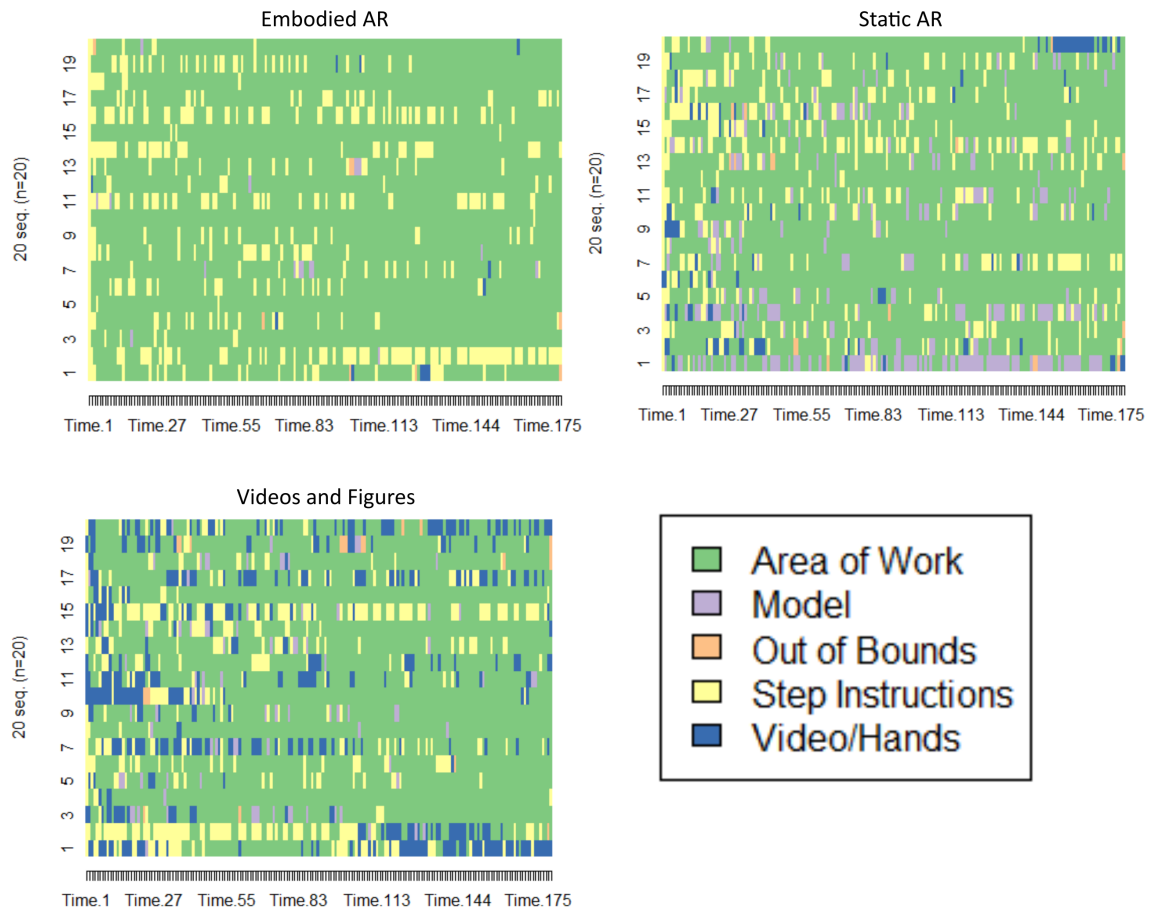 Embodied AR
20 seq. (n=20)
19
17
15
13
11
9
7
5
3
1
Time.1 Time.27 Time.55 Time.83 Time.113 Time.144 Time.175
Static AR
20 seq. (n=20)
19
17
15
13
11
9
7
5
3
1
Time.1 Time.27 Time.55 Time.83 Time.113 Time.144 Time.175
Videos and Figures
20 seq. (n=20)
19
17
15
13
11
9
7
5
3
1
Time.1 Time.27 Time.55 Time.83 Time.113 Time.144 Time.175
Area of Work
Model
Out of Bounds
Step Instructions
Video/Hands